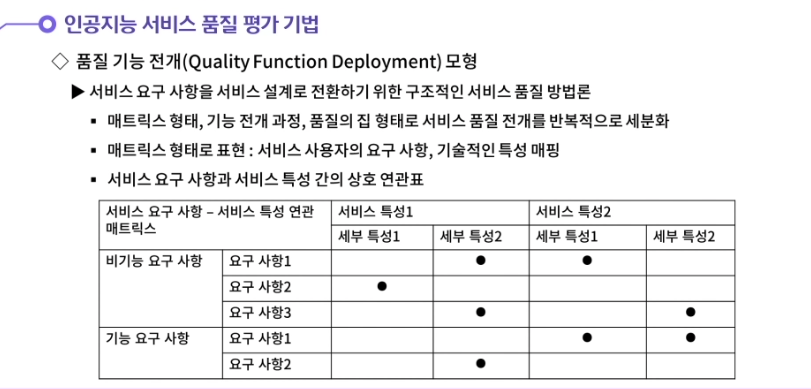 인공지능 서비스 품질 평가 기법
◇ 품질 기능 전개(Quality Function Deployment) 모형
▶ 서비스 요구 사항을 서비스 설계로 전환하기 위한 구조적인 서비스 품질 방법론
▪ 매트릭스 형태, 기능 전개 과정, 품질의 집 형태로 서비스 품질 전개를 반복적으로 세분화
▪ 매트릭스 형태로 표현 : 서비스 사용자의 요구 사항, 기술적인 특성 매핑
▪ 서비스 요구 사항과 서비스 특성 간의 상호 연관표
서비스 요구 사항 – 서비스 특성 연관 서비스 특성1 서비스 특성2
매트릭스
세부 특성1 세부 특성2 세부 특성1 세부 특성2
비기능 요구 사항 요구 사항1 ● ●
요구 사항2 ●
요구 사항3 ● ●
기능 요구 사항 요구 사항1 ● ●
요구 사항2 ●